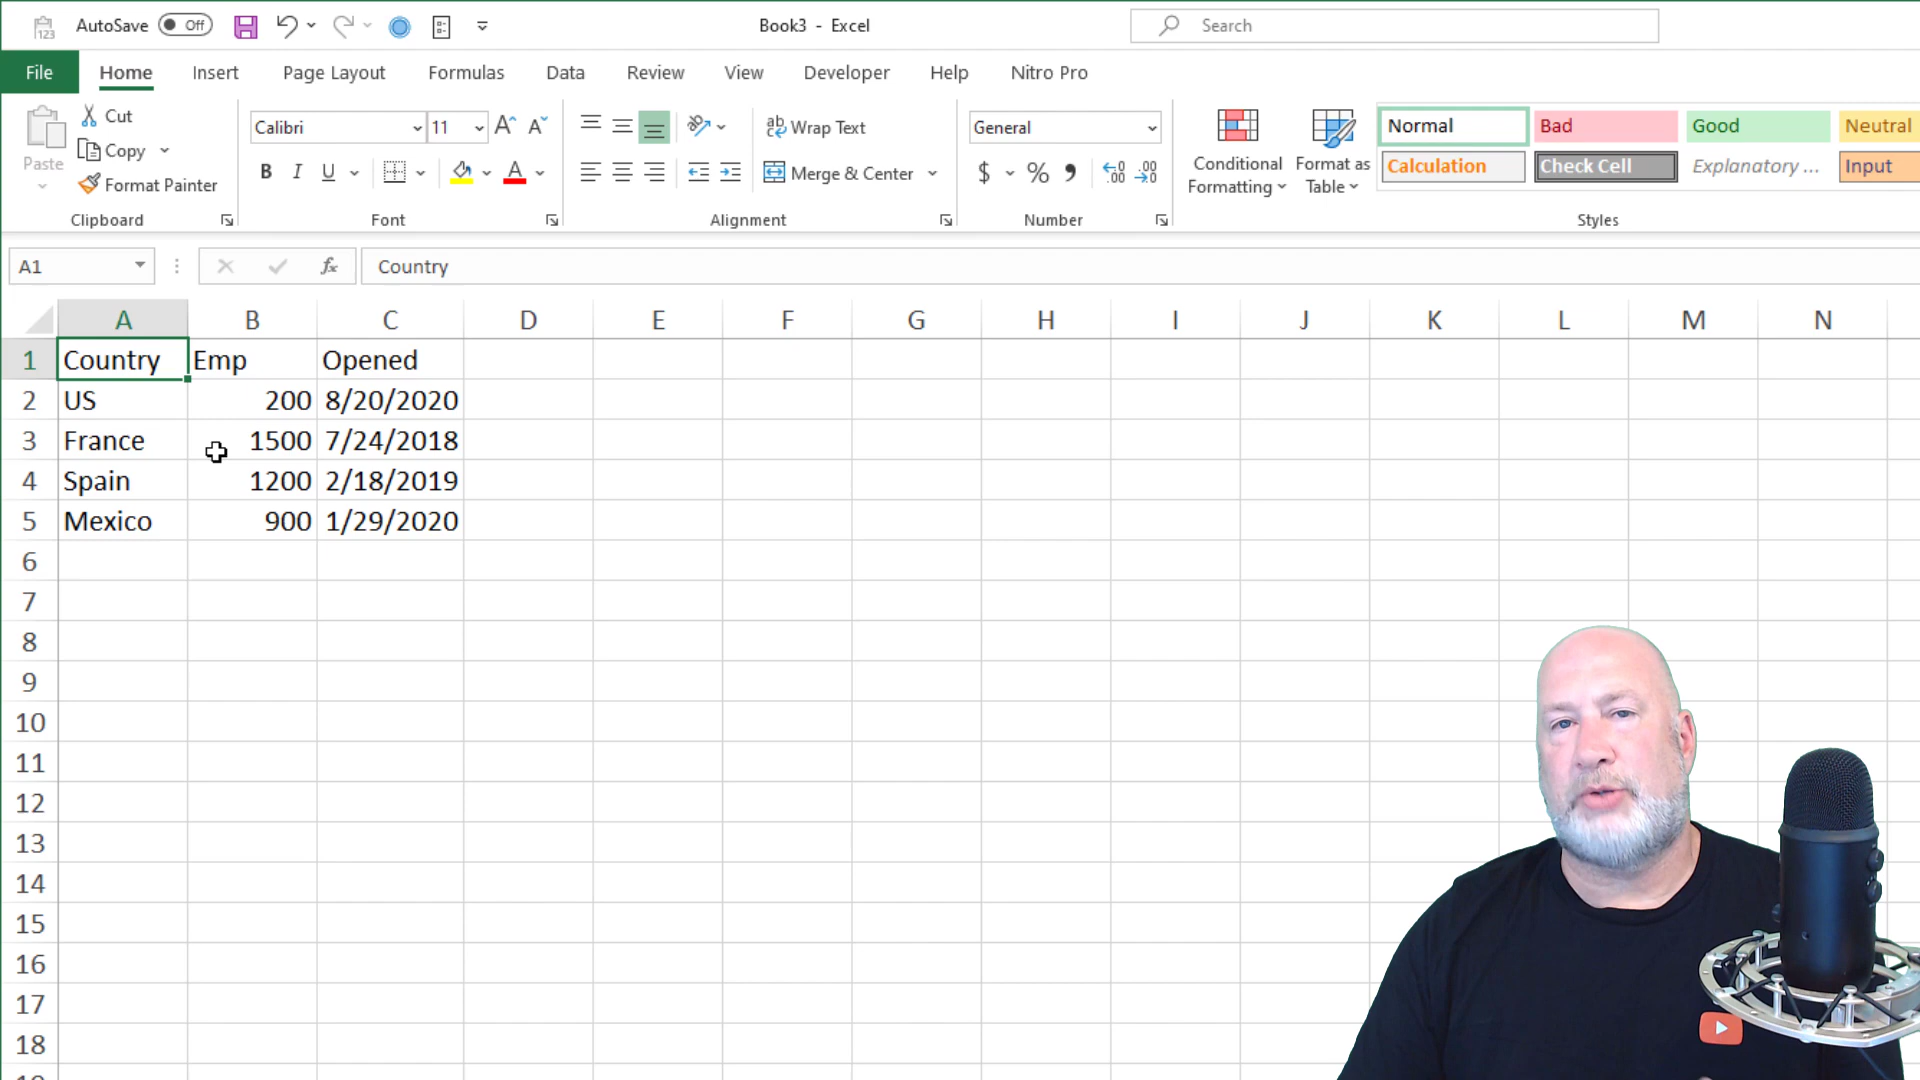 AutoSave Off
Book3 - Excel
Search
File Home Insert Page Layout Formulas Data Review View Developer Help Nitro Pro
Paste
Cut
Copy
Format Painter
Clipboard
Calibri 11
B I U A
Font
Wrap Text
Merge & Center
Alignment
General
$ %
Number
Conditional Formatting
Format as Table
Normal Bad Good Neutral
Calculation Check Cell Explanatory ... Input
Styles
A1 fx Country
A B C D E F G H I J K L M N
1 Country Emp Opened
2 US 200 8/20/2020
3 France 1500 7/24/2018
4 Spain 1200 2/18/2019
5 Mexico 900 1/29/2020
6
7
8
9
10
11
12
13
14
15
16
17
18